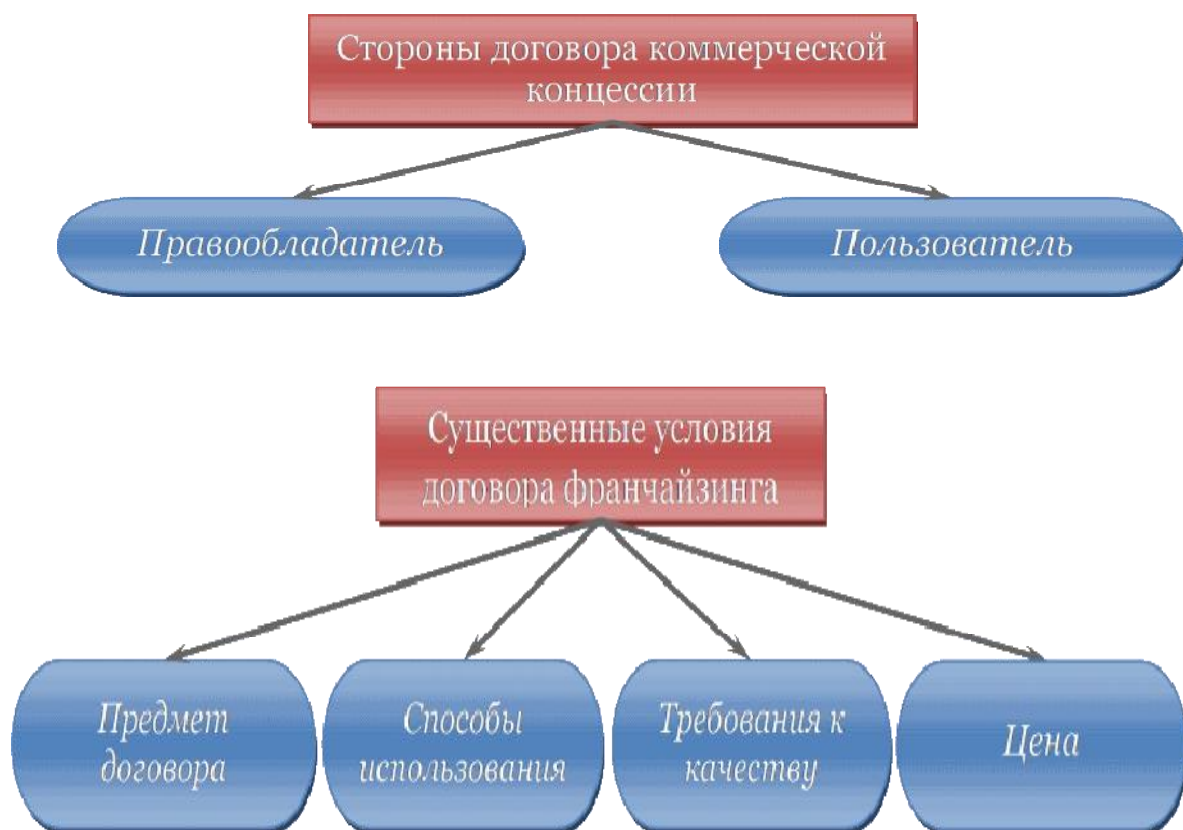 Стороны договора коммерческой
концессии
Правообладатель
Пользователь
Существенные условия
договора франчайзинга
Предмет
договора
Способы
использования
Требования к
качеству
Цена